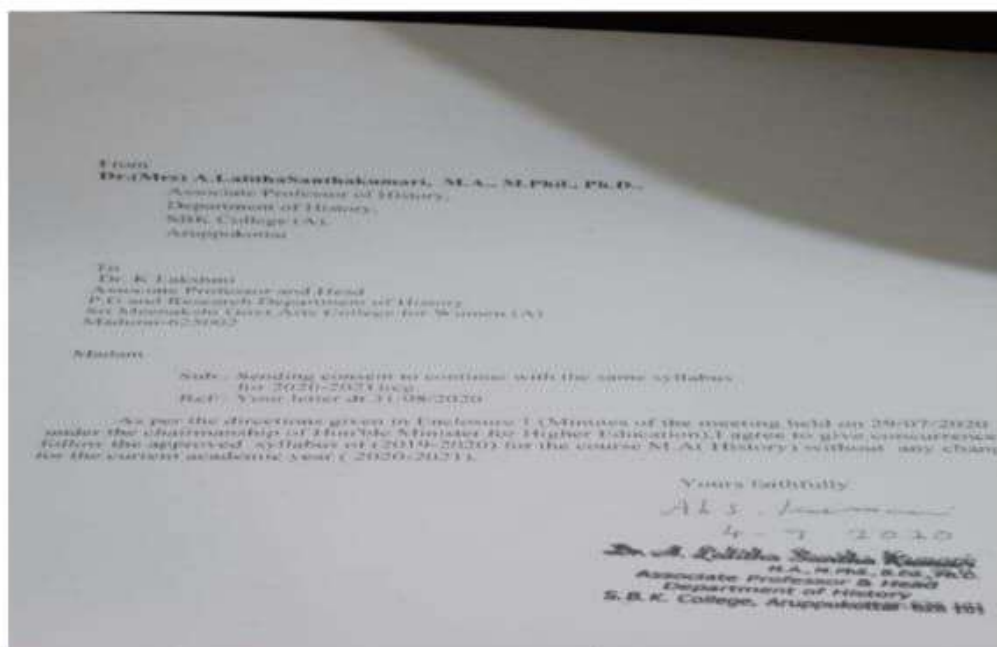 From
Dr.(Mrs) A.LalithaSanthakumari, M.A., M.Phil., Ph.D.,
Associate Professor of History,
Department of History,
SBK College (A),
Aruppukottai
To
Dr. K Lakshmi
Associate Professor and Head
P.G and Research Department of History
Sri Meenakshi Govt Arts College for Women (A)
Madurai-625002
Madam
Sub: Sending consent to continue with the same syllabus
for 2020-2021 reg
Ref: Your letter dt 31/08/2020
As per the directions given in Enclosure 1 (Minutes of the meeting held on 29/07/2020
under the chairmanship of Hon'ble Minister for Higher Education),I agree to give concurrence
follow the approved syllabus of (2019-2020) for the course M.A( History) without any chang
for the current academic year ( 2020-2021).
Yours faithfully
2020
Dr. A. Lalitha Santha Kumari
M.A., M.Phil., B.Ed., Ph.D.
Associate Professor & Head
Department of History
S.B.K. College, Aruppukottai